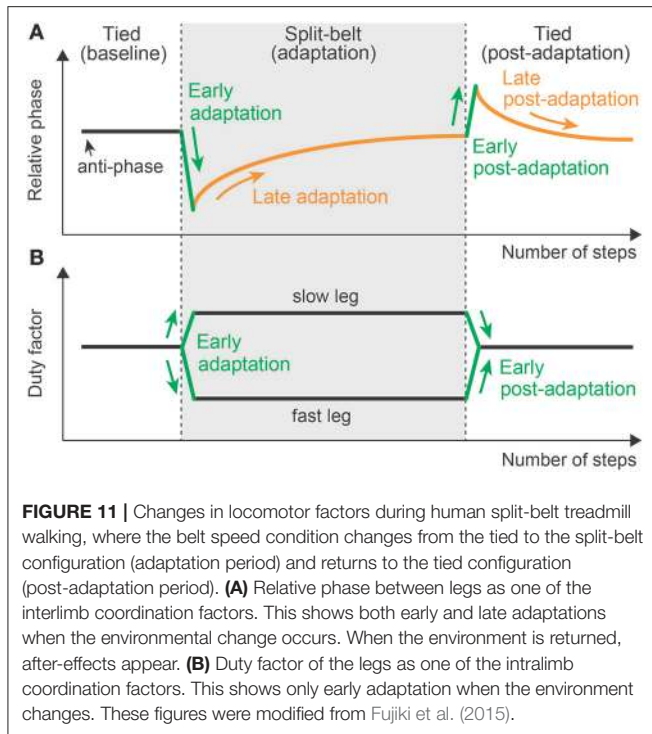 A
Tied
(baseline)
Split-belt
(adaptation)
Tied
(post-adaptation)
Relative phase
Early
adaptation
Late
post-adaptation
anti-phase
Late adaptation
Early
post-adaptation
Number of steps
B
Duty factor
slow leg
Early
adaptation
Early
post-adaptation
fast leg
Number of steps
FIGURE 11 | Changes in locomotor factors during human split-belt treadmill
walking, where the belt speed condition changes from the tied to the split-belt
configuration (adaptation period) and returns to the tied configuration
(post-adaptation period). (A) Relative phase between legs as one of the
interlimb coordination factors. This shows both early and late adaptations
when the environmental change occurs. When the environment is returned,
after-effects appear. (B) Duty factor of the legs as one of the intralimb
coordination factors. This shows only early adaptation when the environment
changes. These figures were modified from Fujiki et al. (2015).